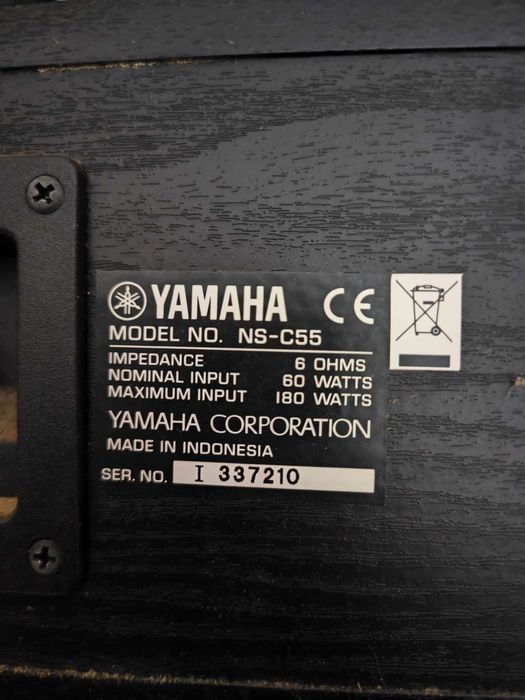 YAMAHA CE
MODEL NO. NS-C55
IMPEDANCE 6 OHMS
NOMINAL INPUT 60 WATTS
MAXIMUM INPUT 180 WATTS
YAMAHA CORPORATION
MADE IN INDONESIA
SER. NO. I 337210